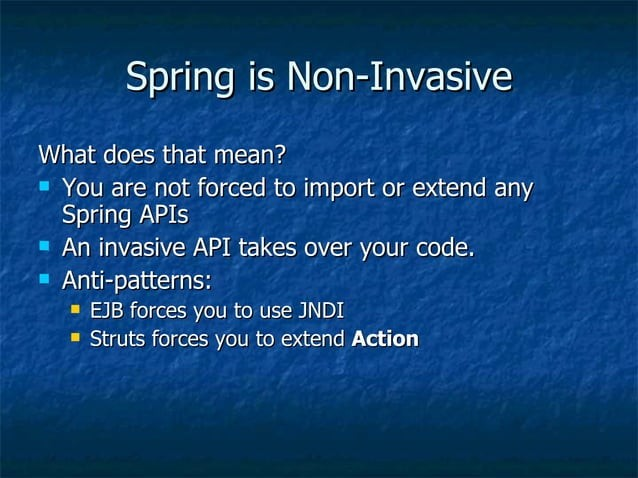 Spring is Non-Invasive
What does that mean?
You are not forced to import or extend any
Spring APIs
An invasive API takes over your code.
Anti-patterns:
EJB forces you to use JNDI
Struts forces you to extend Action